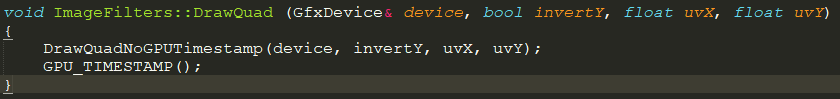 void ImageFilters::DrawQuad (GfxDevice& device, bool invertY, float uvX, float uvY)
{
    DrawQuadNoGPUTimestamp(device, invertY, uvX, uvY);
    GPU_TIMESTAMP();
}